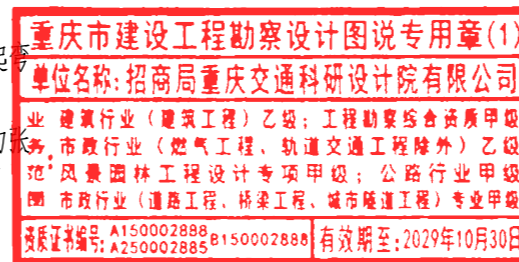 重庆市建设工程勘察设计图说专用章(1)
单位名称:招商局重庆交通科研设计院有限公司
业 建筑行业（建筑工程）乙级；工程勘察综合资质甲级
务 市政行业（燃气工程、轨道交通工程除外）乙级
范 风景园林工程设计专项甲级；公路行业甲级
围 市政行业（道路工程、桥梁工程、城市隧道工程）专业甲级
资质证书编号: A150002888 B150002888 有效期至:2029年10月30日
A250002885
弯
张